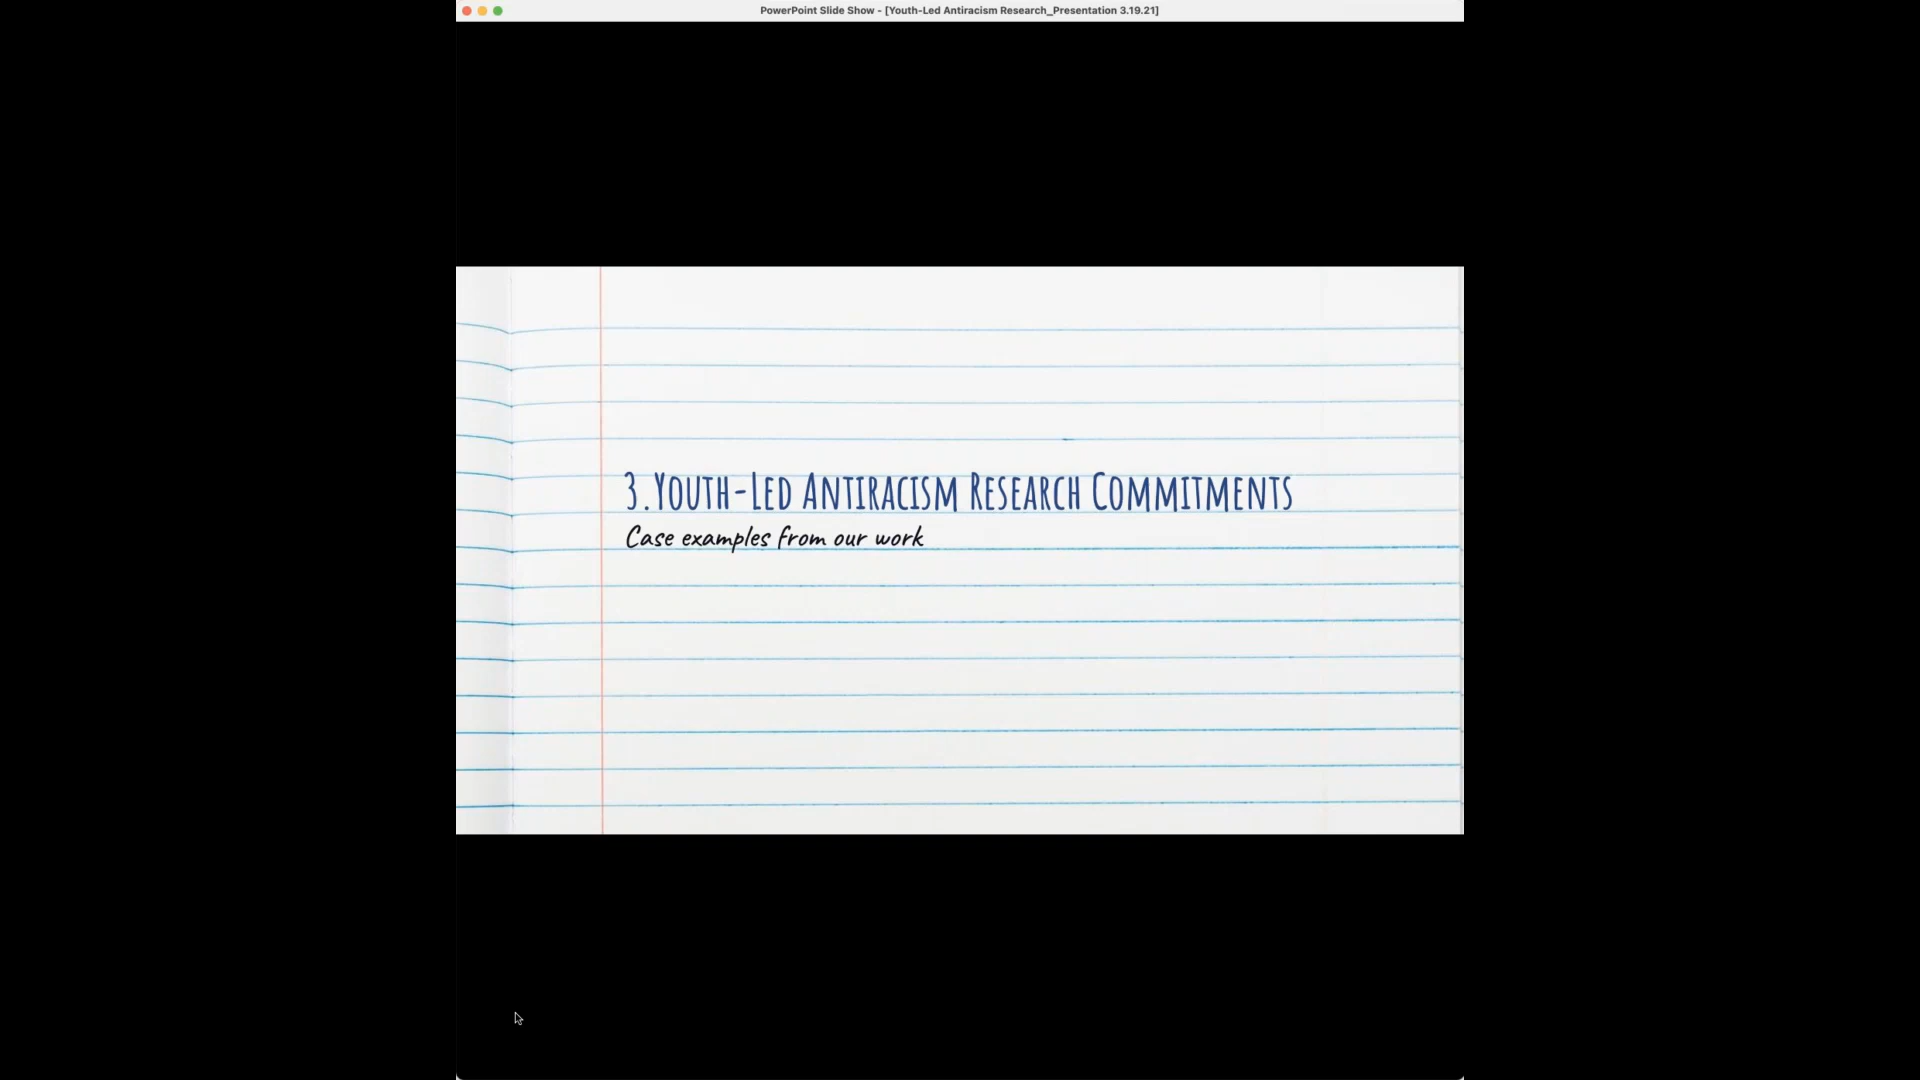 PowerPoint Slide Show - [Youth-Led Antiracism Research_Presentation 3.19.21]
3. Youth-Led Antiracism Research Commitments
Case examples from our work